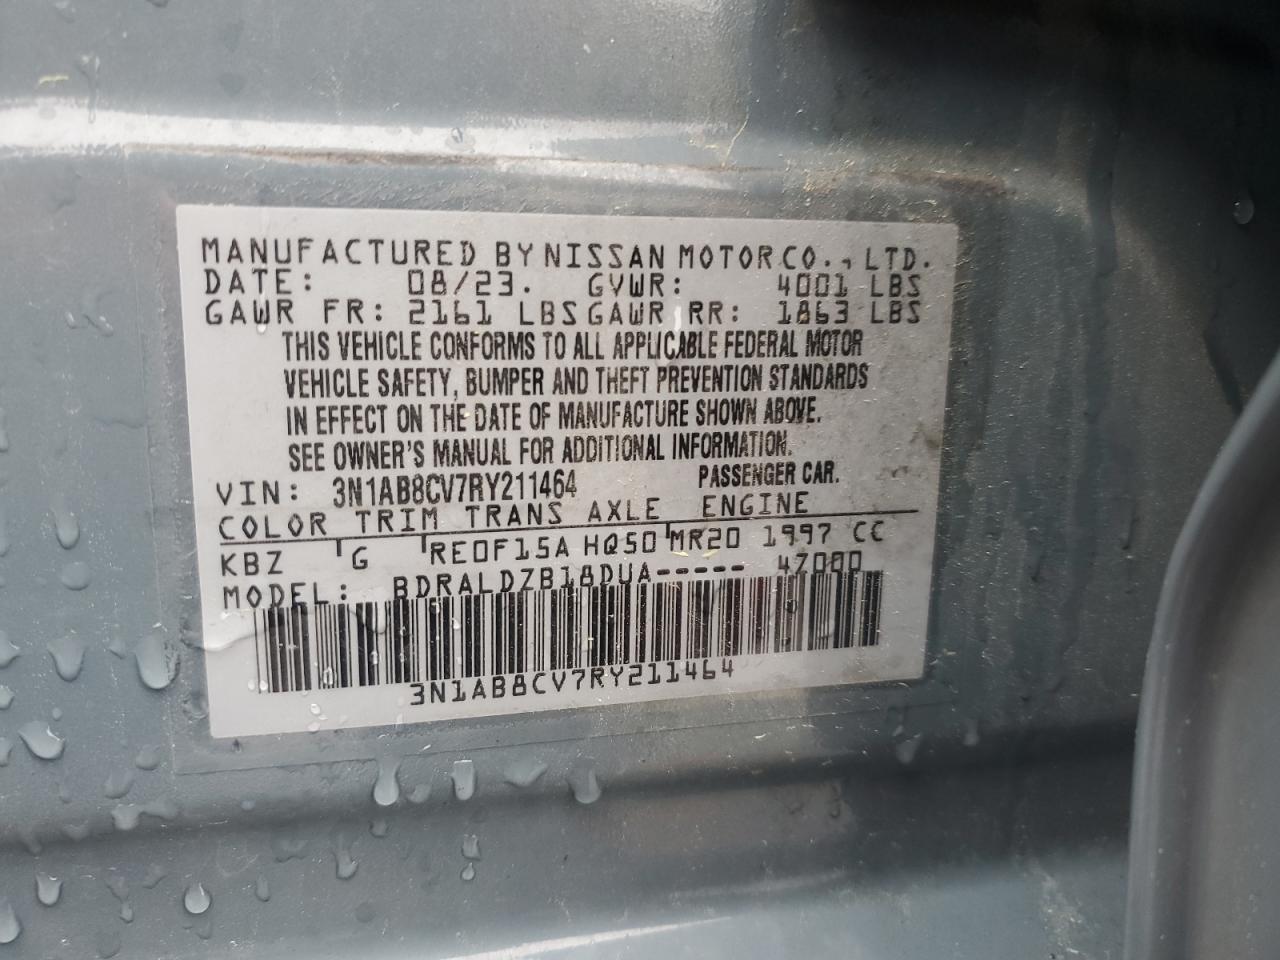 MANUFACTURED BY NISSAN MOTOR CO., LTD.
DATE: 08/23. GVWR: 4001 LBS
GAWR FR: 2161 LBS GAWR RR: 1863 LBS
THIS VEHICLE CONFORMS TO ALL APPLICABLE FEDERAL MOTOR
VEHICLE SAFETY, BUMPER AND THEFT PREVENTION STANDARDS
IN EFFECT ON THE DATE OF MANUFACTURE SHOWN ABOVE.
SEE OWNER'S MANUAL FOR ADDITIONAL INFORMATION.
VIN: 3N1AB8CV7RY211464 PASSENGER CAR.
COLOR TRIM TRANS AXLE ENGINE
KBZ G RE0F15A HQ50 MR20 1997 CC
MODEL: BDRALDZB18DUA----- 47000
3N1AB8CV7RY211464